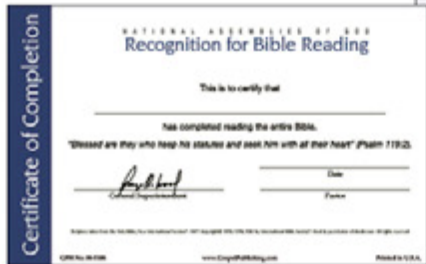 Certificate of Completion
NATIONAL ASSEMBLIES OF GOD
Recognition for Bible Reading
This is to certify that
has completed reading the entire Bible.
"Blessed are they who keep his statutes and seek him with all their heart" (Psalm 119:2).
Date
General Superintendent
Pastor
www.GospelPublishing.com
Printed in U.S.A.